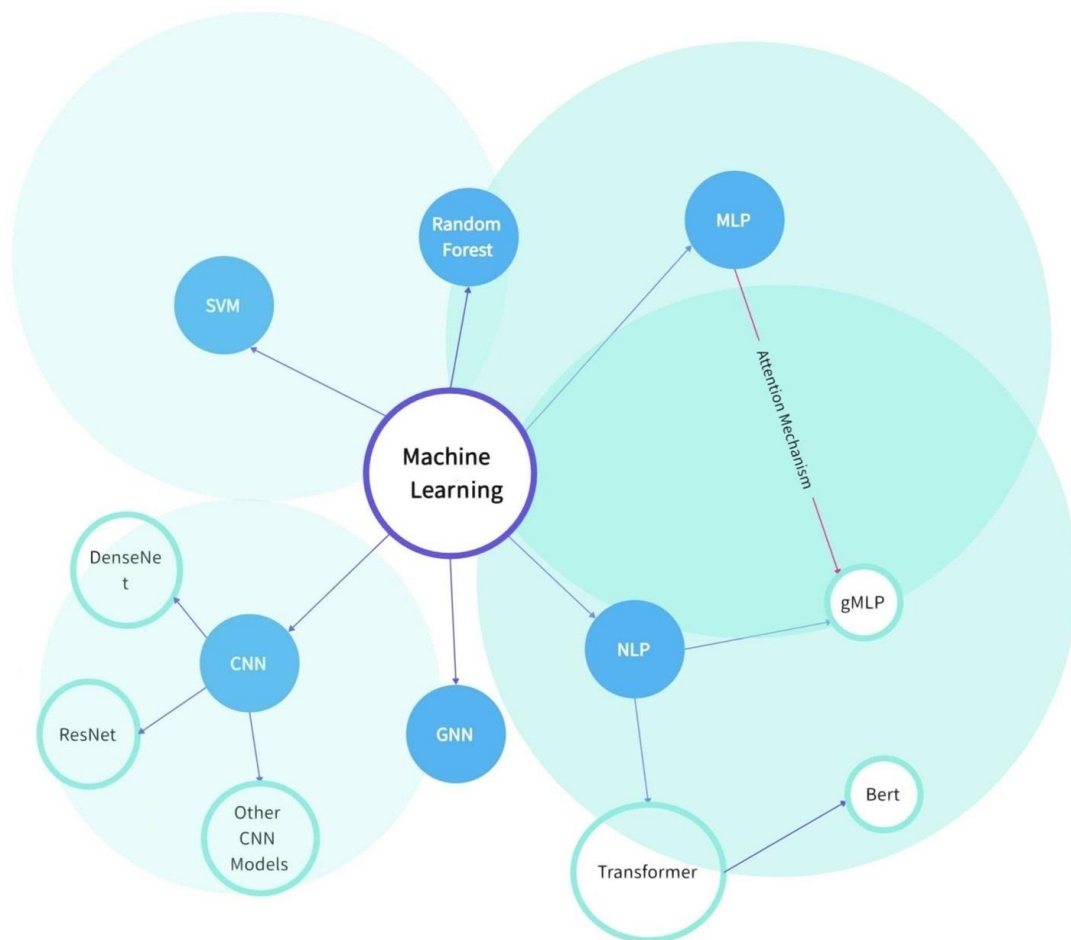 Random
Forest
MLP
SVM
Attention Mechanism
Machine
Learning
DenseNe
t
gMLP
CNN
NLP
ResNet
GNN
Other
CNN
Models
Bert
Transformer